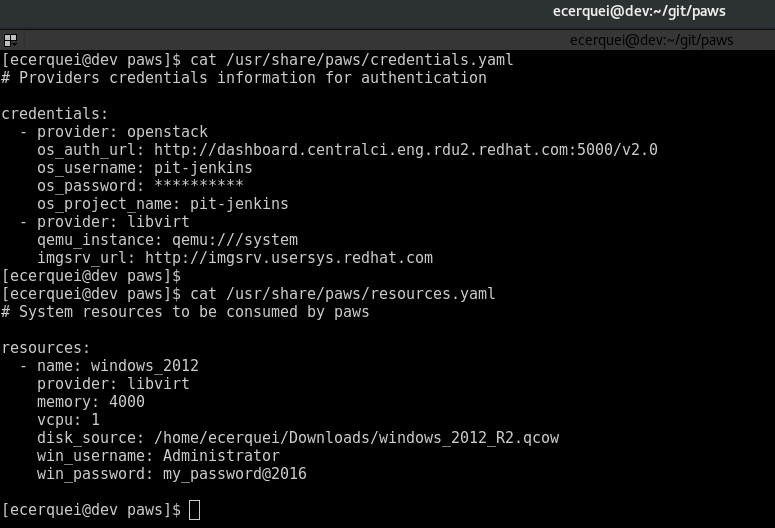 ecerquei@dev:~/git/paws
ecerquei@dev:~/git/paws
[ecerquei@dev paws]$ cat /usr/share/paws/credentials.yaml
# Providers credentials information for authentication

credentials:
  - provider: openstack
    os_auth_url: http://dashboard.centralci.eng.rdu2.redhat.com:5000/v2.0
    os_username: pit-jenkins
    os_password: **********
    os_project_name: pit-jenkins
  - provider: libvirt
    qemu_instance: qemu:///system
    imgsrv_url: http://imgsrv.usersys.redhat.com
[ecerquei@dev paws]$
[ecerquei@dev paws]$ cat /usr/share/paws/resources.yaml
# System resources to be consumed by paws

resources:
  - name: windows_2012
    provider: libvirt
    memory: 4000
    vcpu: 1
    disk_source: /home/ecerquei/Downloads/windows_2012_R2.qcow
    win_username: Administrator
    win_password: my_password@2016

[ecerquei@dev paws]$